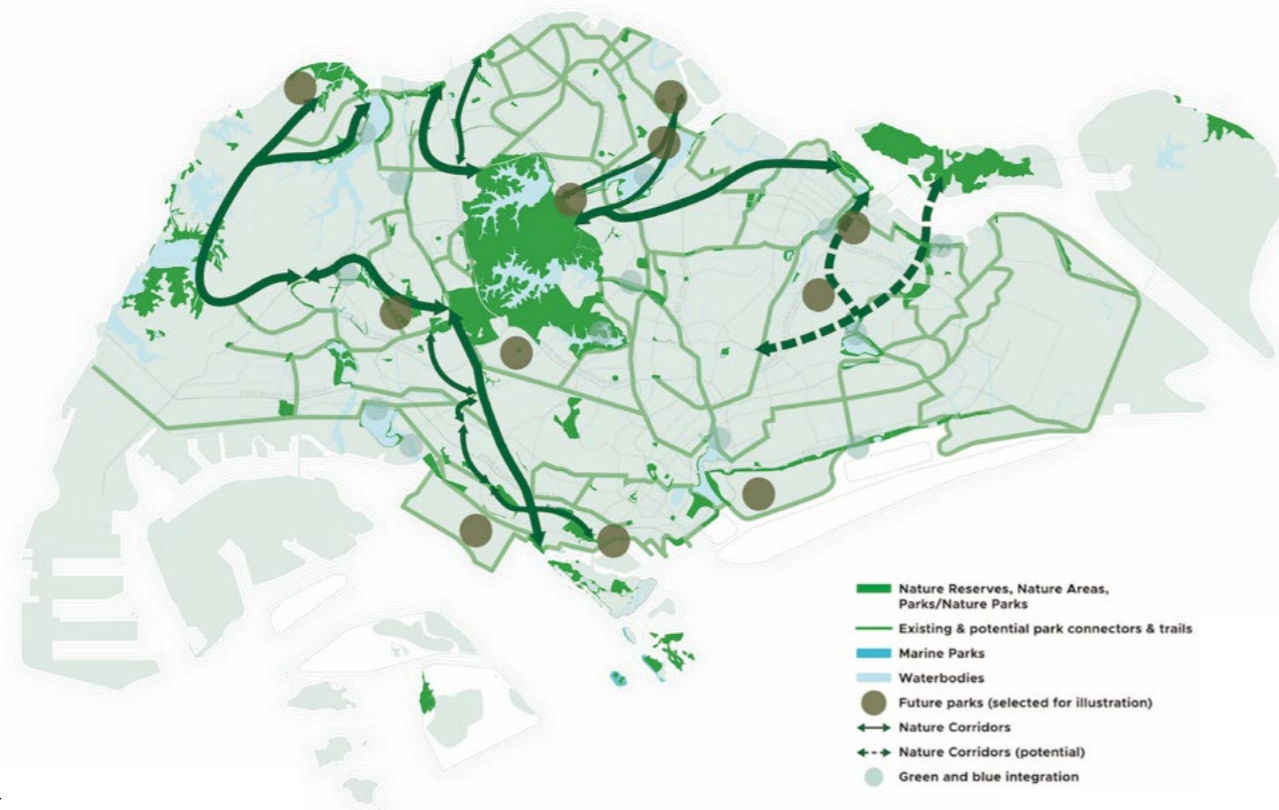 Nature Reserves, Nature Areas,
Parks/Nature Parks
Existing & potential park connectors & trails
Marine Parks
Waterbodies
Future parks (selected for illustration)
Nature Corridors
Nature Corridors (potential)
Green and blue integration